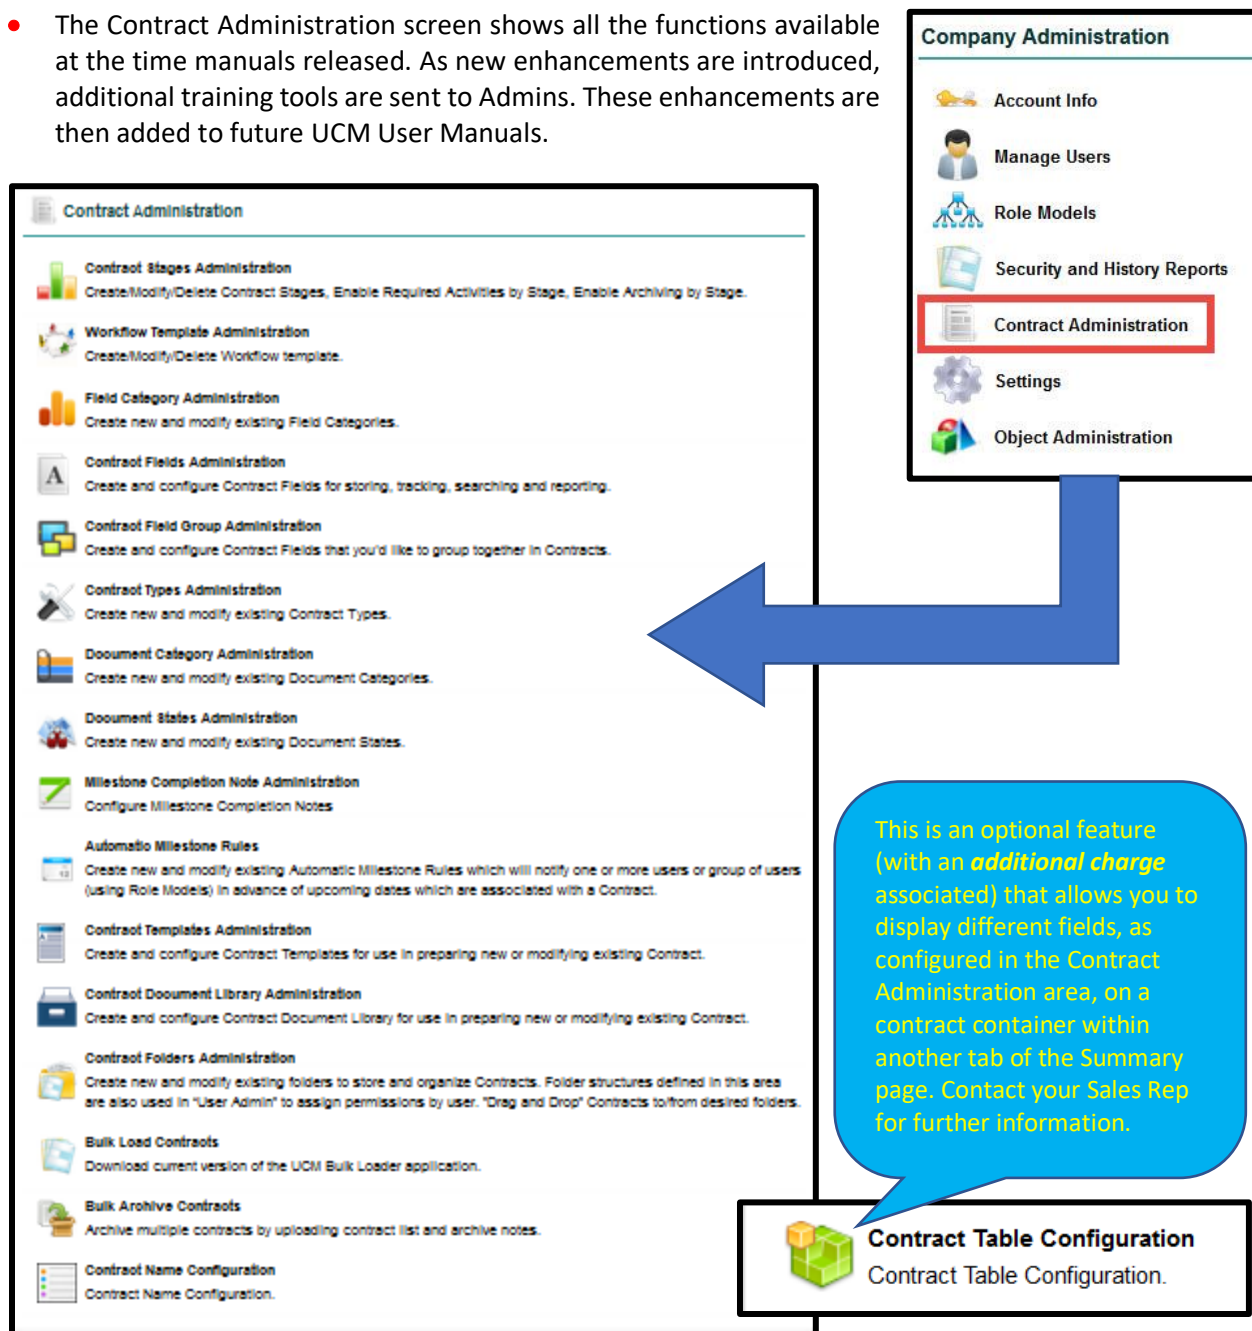 • The Contract Administration screen shows all the functions available
at the time manuals released. As new enhancements are introduced,
additional training tools are sent to Admins. These enhancements are
then added to future UCM User Manuals.
Company Administration
Account Info
Manage Users
Role Models
Security and History Reports
Contract Administration
Settings
Object Administration
Contract Administration
Contract Stages Administration
Create/Modify/Delete Contract Stages, Enable Required Activities by Stage, Enable Archiving by Stage.
Workflow Template Administration
Create/Modify/Delete Workflow template.
Field Category Administration
Create new and modify existing Field Categories.
Contract Fields Administration
Create and configure Contract Fields for storing, tracking, searching and reporting.
Contract Field Group Administration
Create and configure Contract Fields that you'd like to group together in Contracts.
Contract Types Administration
Create new and modify existing Contract Types.
Document Category Administration
Create new and modify existing Document Categories.
Document States Administration
Create new and modify existing Document States.
Milestone Completion Note Administration
Configure Milestone Completion Notes
Automatic Milestone Rules
Create new and modify existing Automatic Milestone Rules which will notify one or more users or group of users
(using Role Models) in advance of upcoming dates which are associated with a Contract.
Contract Templates Administration
Create and configure Contract Templates for use in preparing new or modifying existing Contract.
Contract Document Library Administration
Create and configure Contract Document Library for use in preparing new or modifying existing Contract.
Contract Folders Administration
Create new and modify existing folders to store and organize Contracts. Folder structures defined in this area
are also used in "User Admin" to assign permissions by user. "Drag and Drop" Contracts to/from desired folders.
Bulk Load Contracts
Download current version of the UCM Bulk Loader application.
Bulk Archive Contracts
Archive multiple contracts by uploading contract list and archive notes.
Contract Name Configuration
Contract Name Configuration.
This is an optional feature
(with an additional charge
associated) that allows you to
display different fields, as
configured in the Contract
Administration area, on a
contract container within
another tab of the Summary
page. Contact your Sales Rep
for further information.
Contract Table Configuration
Contract Table Configuration.